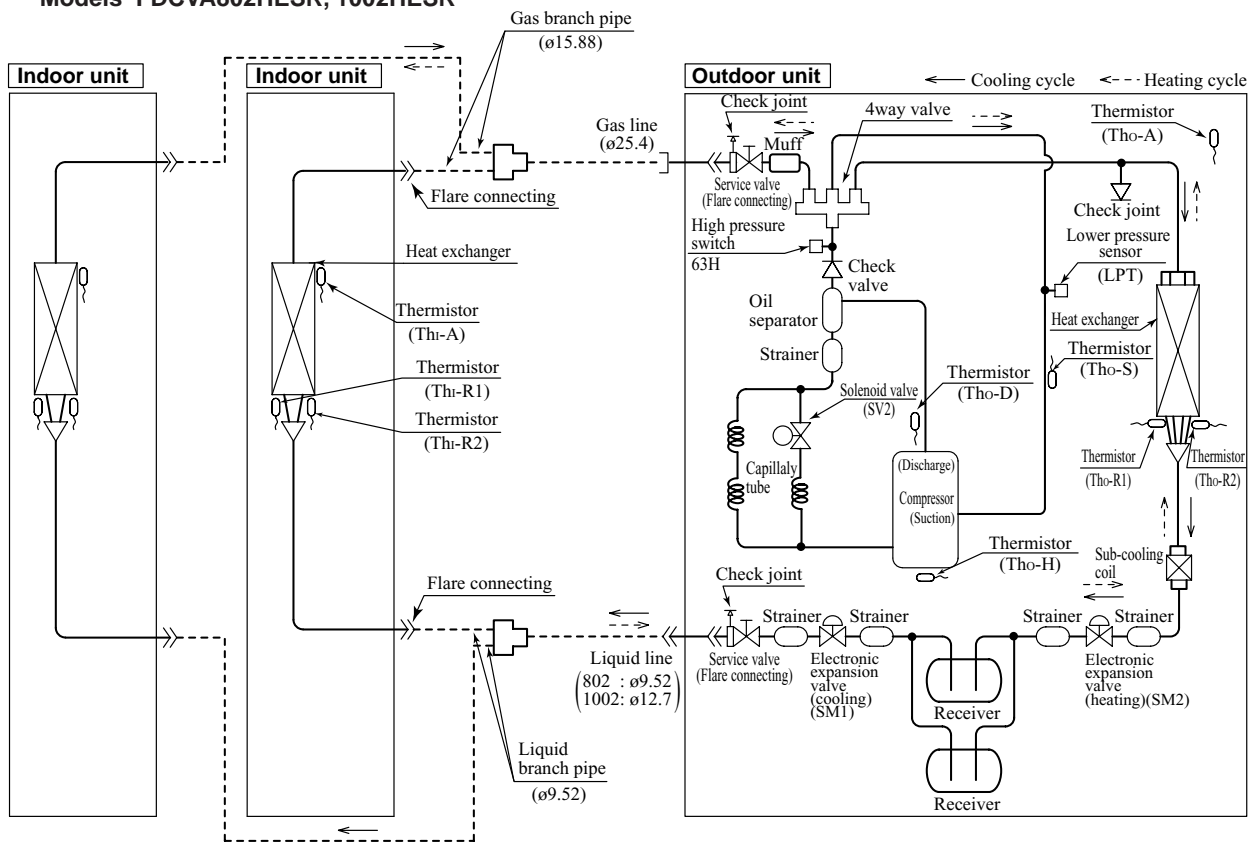 Models FDCVA802HESR, 1002HESR
Gas branch pipe
(ø15.88)
Indoor unit
Indoor unit
Outdoor unit
Cooling cycle
Heating cycle
Check joint
4way valve
Thermistor
(Tho-A)
Gas line
(ø25.4)
Muff
Service valve
(Flare connecting)
Flare connecting
Check joint
High pressure
switch
63H
Lower pressure
sensor
(LPT)
Heat exchanger
Check
valve
Oil
separator
Thermistor
(ThI-A)
Heat exchanger
Strainer
Thermistor
(Tho-S)
Thermistor
(ThI-R1)
Thermistor
(Tho-D)
Solenoid valve
(SV2)
Thermistor
(ThI-R2)
Thermistor
(Tho-R1)
Thermistor
(Tho-R2)
Capillaly
tube
(Discharge)
Compressor
(Suction)
Thermistor
(Tho-H)
Sub-cooling
coil
Flare connecting
Check joint
Strainer
Strainer
Strainer
Strainer
Liquid line
(802 : ø9.52
1002: ø12.7)
Service valve
(Flare connecting)
Electronic
expansion
valve
(cooling)
(SM1)
Receiver
Electronic
expansion
valve
(heating)(SM2)
Liquid
branch pipe
(ø9.52)
Receiver